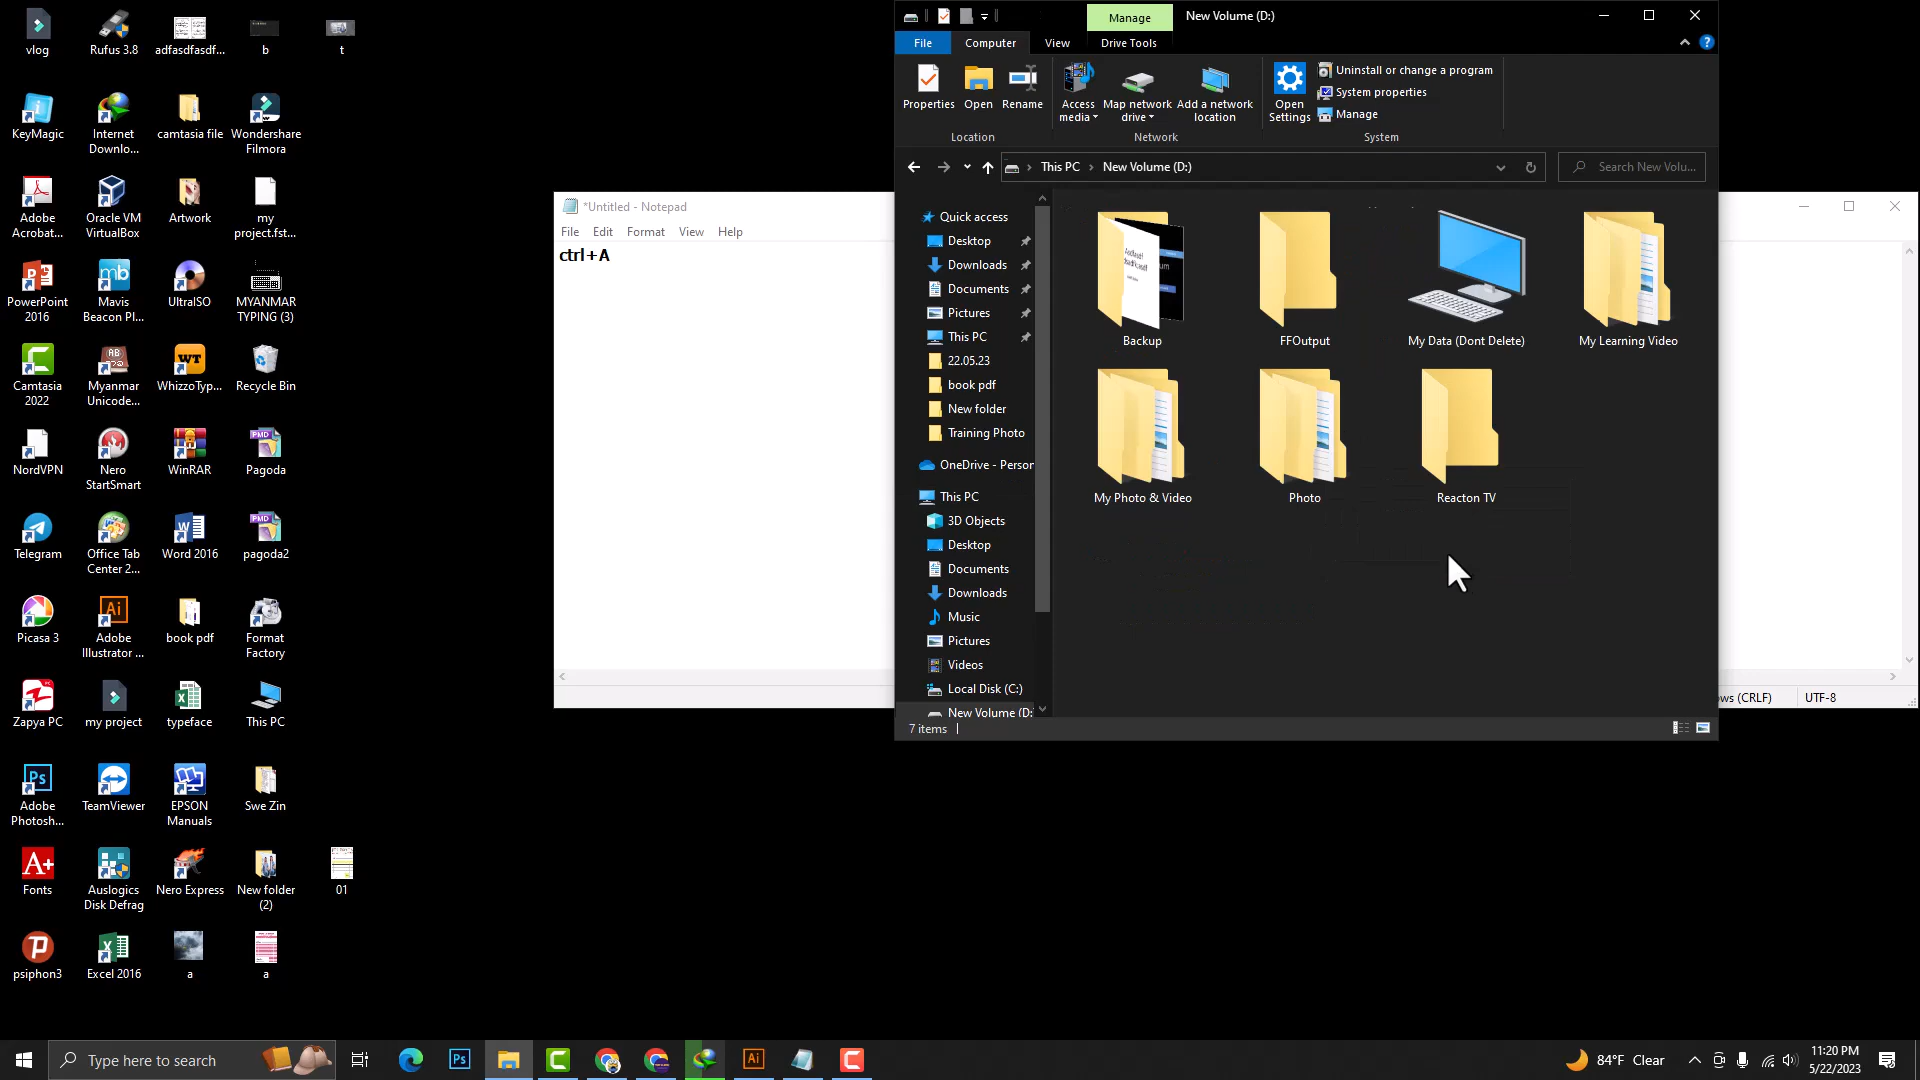 vlog
Rufus 3.8
adfasdfasdf...
b
t
KeyMagic
Internet
Downlo...
camtasia file
Wondershare
Filmora
Adobe
Acrobat...
Oracle VM
VirtualBox
Artwork
my
project.fst...
PowerPoint
2016
Mavis
Beacon Pl...
UltraISO
MYANMAR
TYPING (3)
Camtasia
2022
Myanmar
Unicode...
WhizzoTyp...
Recycle Bin
NordVPN
Nero
StartSmart
WinRAR
Pagoda
Telegram
Office Tab
Center 2...
Word 2016
pagoda2
Picasa 3
Adobe
Illustrator ...
book pdf
Format
Factory
Zapya PC
my project
typeface
This PC
Adobe
Photosh...
TeamViewer
EPSON
Manuals
Swe Zin
Fonts
Auslogics
Disk Defrag
Nero Express
New folder
(2)
01
psiphon3
Excel 2016
a
a
*Untitled - Notepad
File Edit Format View Help
ctrl+A
ws (CRLF)
UTF-8
Manage
New Volume (D:)
File
Computer
View
Drive Tools
Properties
Open
Rename
Access
media
Map network
drive
Add a network
location
Open
Settings
Uninstall or change a program
System properties
Manage
Location
Network
System
This PC
New Volume (D:)
Search New Volu...
Quick access
Desktop
Downloads
Documents
Pictures
This PC
22.05.23
book pdf
New folder
Training Photo
OneDrive - Person
This PC
3D Objects
Desktop
Documents
Downloads
Music
Pictures
Videos
Local Disk (C:)
New Volume (D:
Backup
FFOutput
My Data (Dont Delete)
My Learning Video
My Photo & Video
Photo
Reacton TV
7 items
Type here to search
84°F Clear
11:20 PM
5/22/2023